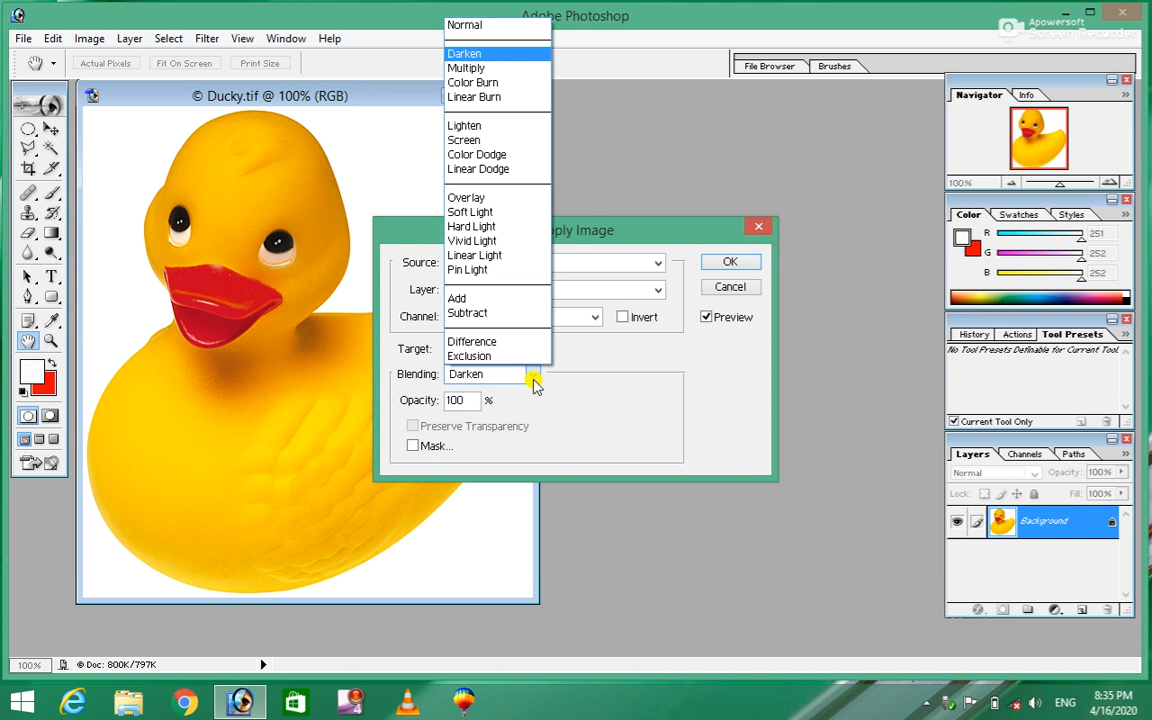 Adobe Photoshop
Apowersoft
Screen Recorder
File Edit Image Layer Select Filter View Window Help
Actual Pixels Fit On Screen Print Size
File Browser Brushes
© Ducky.tif @ 100% (RGB)
Normal
Darken
Multiply
Color Burn
Linear Burn
Lighten
Screen
Color Dodge
Linear Dodge
Overlay
Soft Light
Hard Light
Vivid Light
Linear Light
Pin Light
Add
Subtract
Difference
Exclusion
pply Image
Source:
Layer:
Channel:
Invert
Target:
Blending: Darken
Opacity: 100 %
Preserve Transparency
Mask...
OK
Cancel
Preview
Navigator Info
100%
Color Swatches Styles
R 251
G 252
B 252
History Actions Tool Presets
No Tool Presets Definable for Current Tool.
Current Tool Only
Layers Channels Paths
Normal Opacity: 100%
Lock: Fill: 100%
Background
100% © Doc: 800K/797K
4
ENG
8:35 PM
4/16/2020